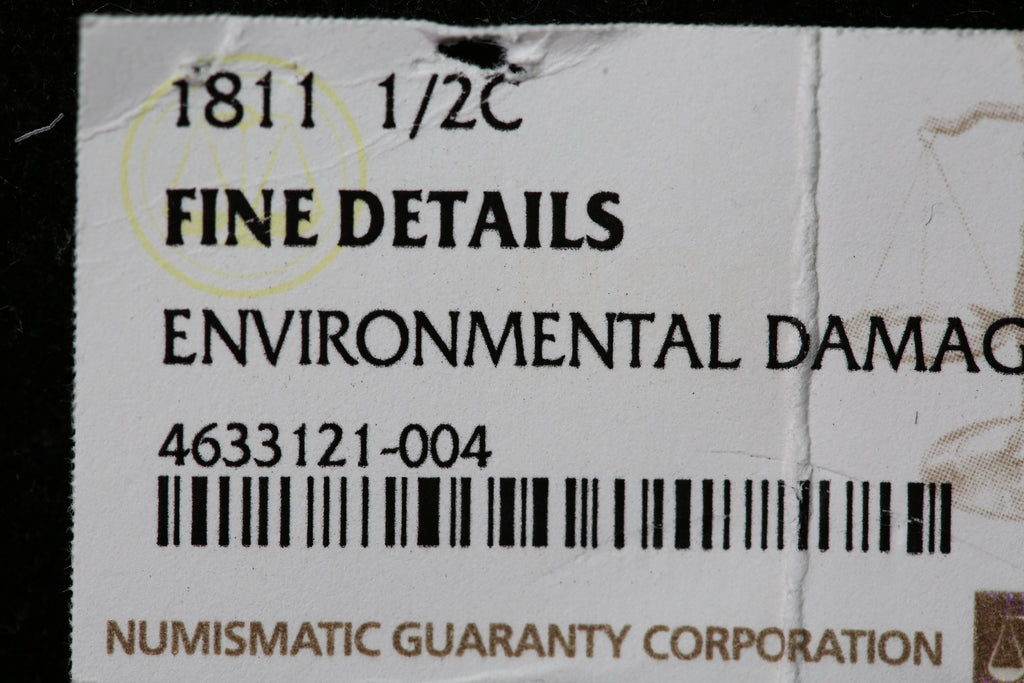 1811 1/2C
FINE DETAILS
ENVIRONMENTAL DAMAG
4633121-004
NUMISMATIC GUARANTY CORPORATION